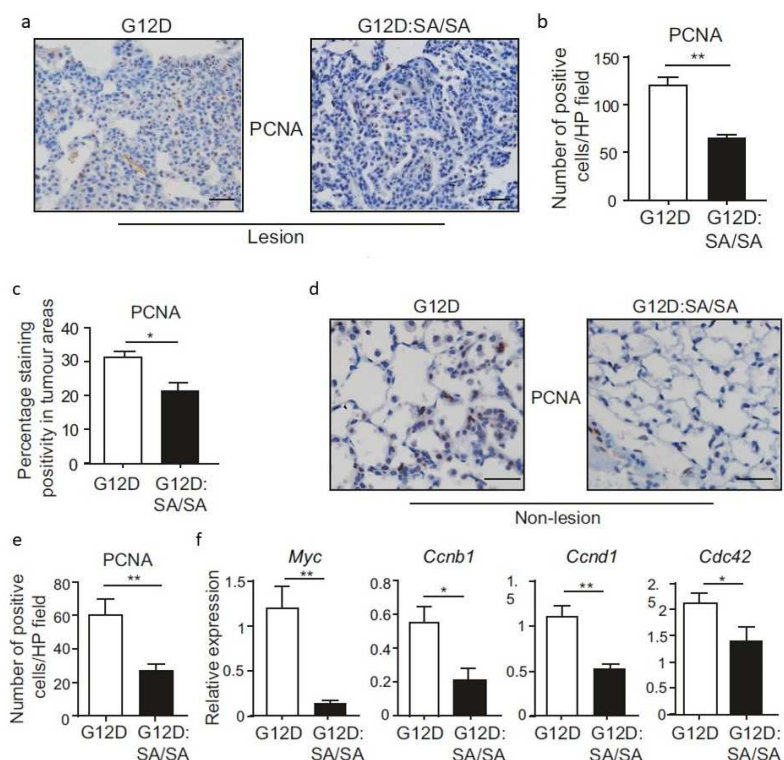 a
G12D
G12D:SA/SA
PCNA
Lesion
b
PCNA
**
Number of positive
cells/HP field
150
100
50
0
G12D
G12D:
SA/SA
c
PCNA
*
Percentage staining
positivity in tumour areas
40
30
20
10
0
G12D
G12D:
SA/SA
d
G12D
G12D:SA/SA
PCNA
Non-lesion
e
PCNA
**
Number of positive
cells/HP field
80
60
40
20
0
G12D
G12D:
SA/SA
f
Myc
**
Relative expression
1.5
1
0.5
0
G12D
G12D:
SA/SA
Ccnb1
*
0.8
0.6
0.4
0.2
0
G12D
G12D:
SA/SA
Ccnd1
**
1.
5
1
0.5
0
G12D
G12D:
SA/SA
Cdc42
*
2.
5
2
1.5
1
0.5
0
G12D
G12D:
SA/SA